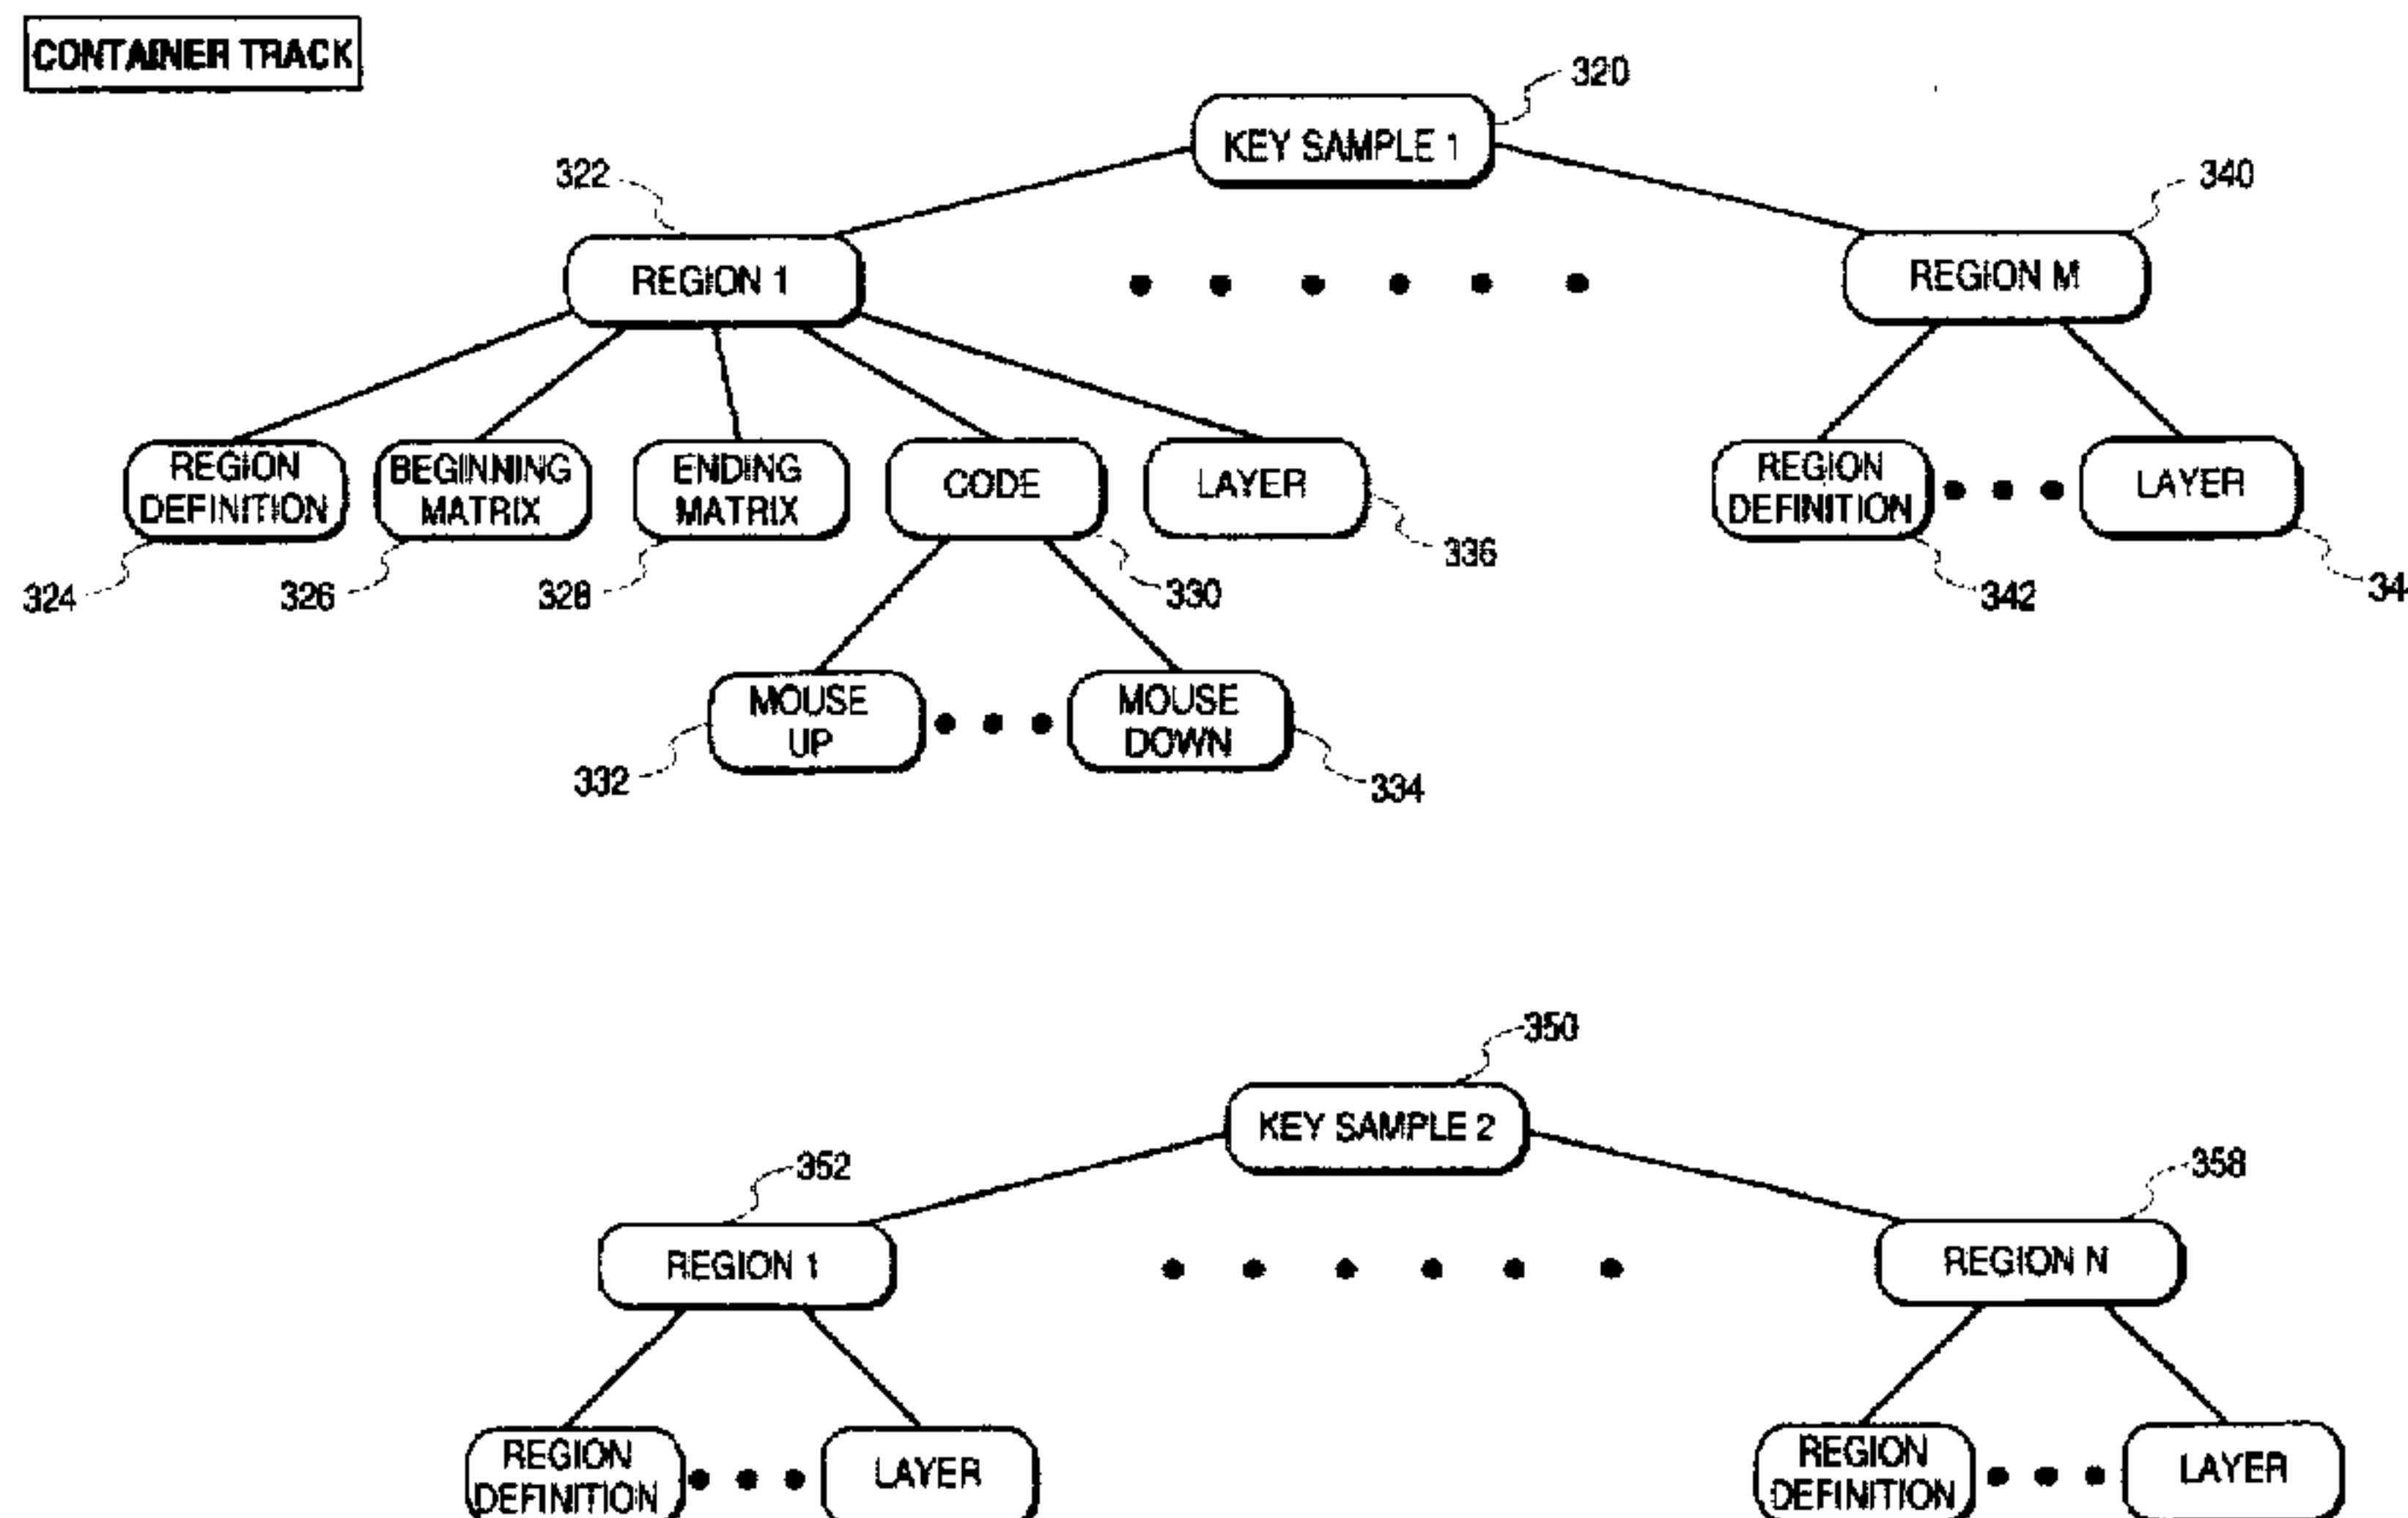 CONTAINER TRACK
320
KEY SAMPLE 1
322
340
REGION 1
REGION M
REGION
DEFINITION
BEGINNING
MATRIX
ENDING
MATRIX
CODE
LAYER
REGION
DEFINITION
LAYER
324
326
328
330
336
342
MOUSE
UP
MOUSE
DOWN
332
334
350
KEY SAMPLE 2
352
358
REGION 1
REGION N
REGION
DEFINITION
LAYER
REGION
DEFINITION
LAYER